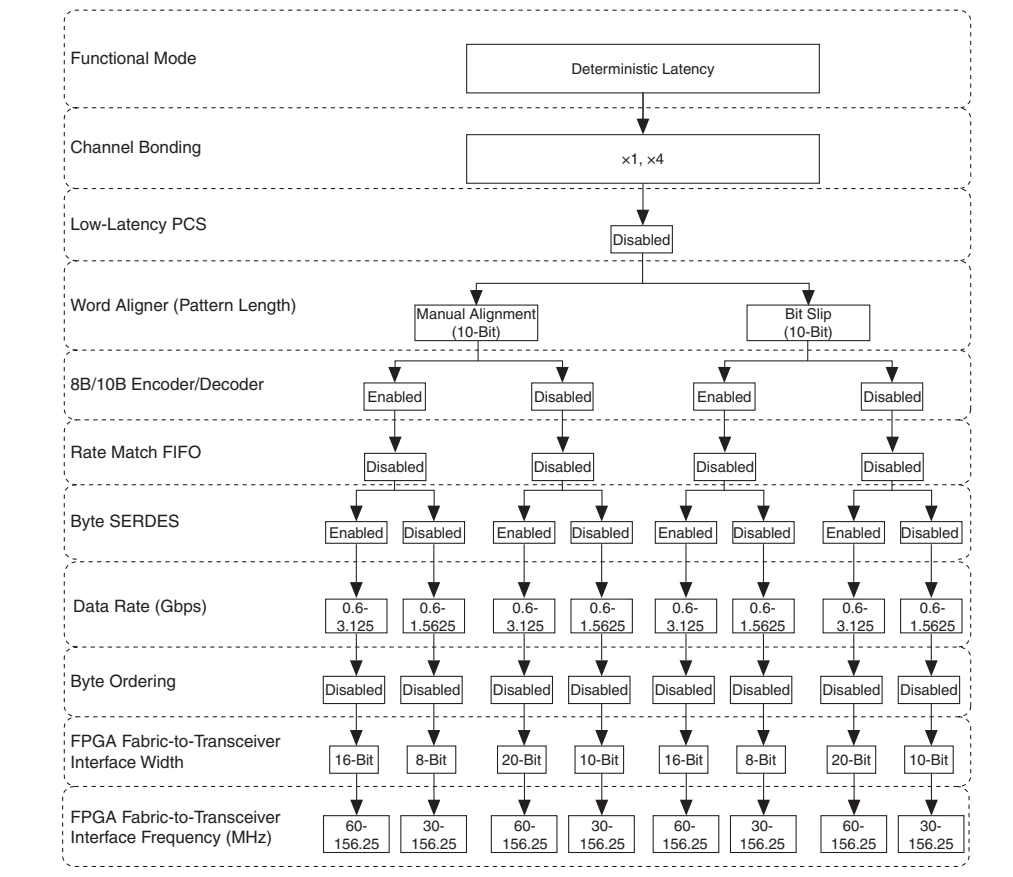 Functional Mode
Deterministic Latency
Channel Bonding
×1, ×4
Low-Latency PCS
Disabled
Word Aligner (Pattern Length)
Manual Alignment
(10-Bit)
Bit Slip
(10-Bit)
8B/10B Encoder/Decoder
Enabled
Disabled
Enabled
Disabled
Rate Match FIFO
Disabled
Disabled
Disabled
Disabled
Byte SERDES
Enabled
Disabled
Enabled
Disabled
Enabled
Disabled
Enabled
Disabled
Data Rate (Gbps)
0.6-
3.125
0.6-
1.5625
0.6-
3.125
0.6-
1.5625
0.6-
3.125
0.6-
1.5625
0.6-
3.125
0.6-
1.5625
Byte Ordering
Disabled
Disabled
Disabled
Disabled
Disabled
Disabled
Disabled
Disabled
FPGA Fabric-to-Transceiver
Interface Width
16-Bit
8-Bit
20-Bit
10-Bit
16-Bit
8-Bit
20-Bit
10-Bit
FPGA Fabric-to-Transceiver
Interface Frequency (MHz)
60-
156.25
30-
156.25
60-
156.25
30-
156.25
60-
156.25
30-
156.25
60-
156.25
30-
156.25